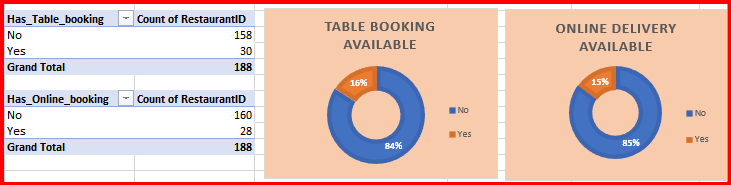 Has_Table_booking Count of RestaurantID
No 158
Yes 30
Grand Total 188
Has_Online_booking Count of RestaurantID
No 160
Yes 28
Grand Total 188
TABLE BOOKING
AVAILABLE
16%
84%
No
Yes
ONLINE DELIVERY
AVAILABLE
15%
85%
No
Yes